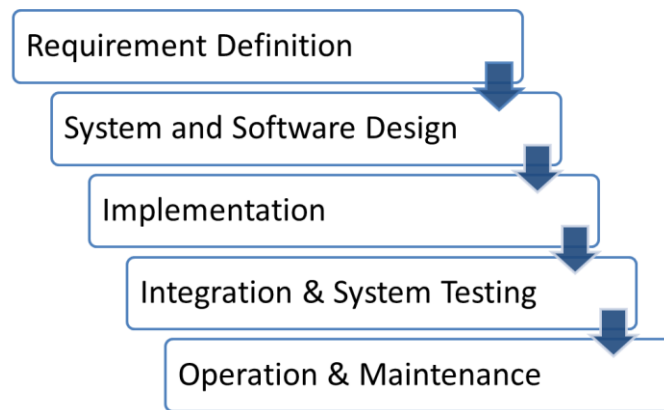 Requirement Definition
System and Software Design
Implementation
Integration & System Testing
Operation & Maintenance